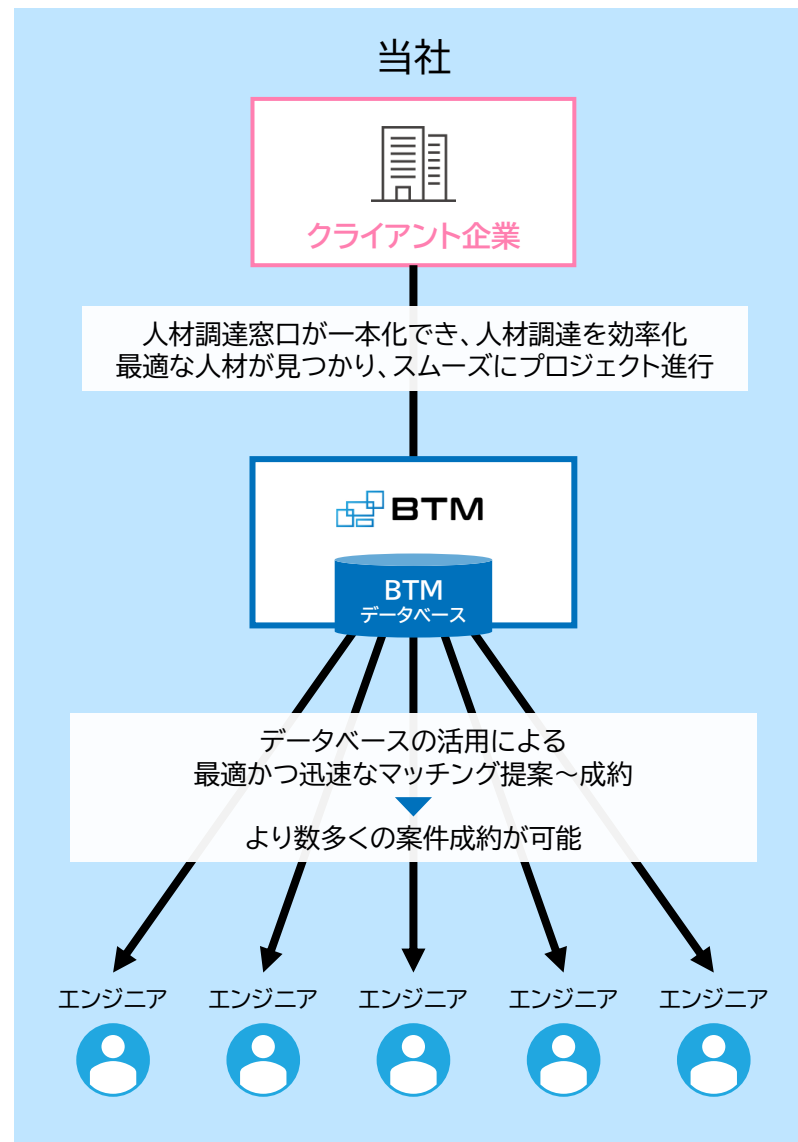 当社
クライアント企業
人材調達窓口が一本化でき、人材調達を効率化
最適な人材が見つかり、スムーズにプロジェクト進行
BTM
BTM
データベース
データベースの活用による
最適かつ迅速なマッチング提案～成約
より数多くの案件成約が可能
エンジニア エンジニア エンジニア エンジニア エンジニア